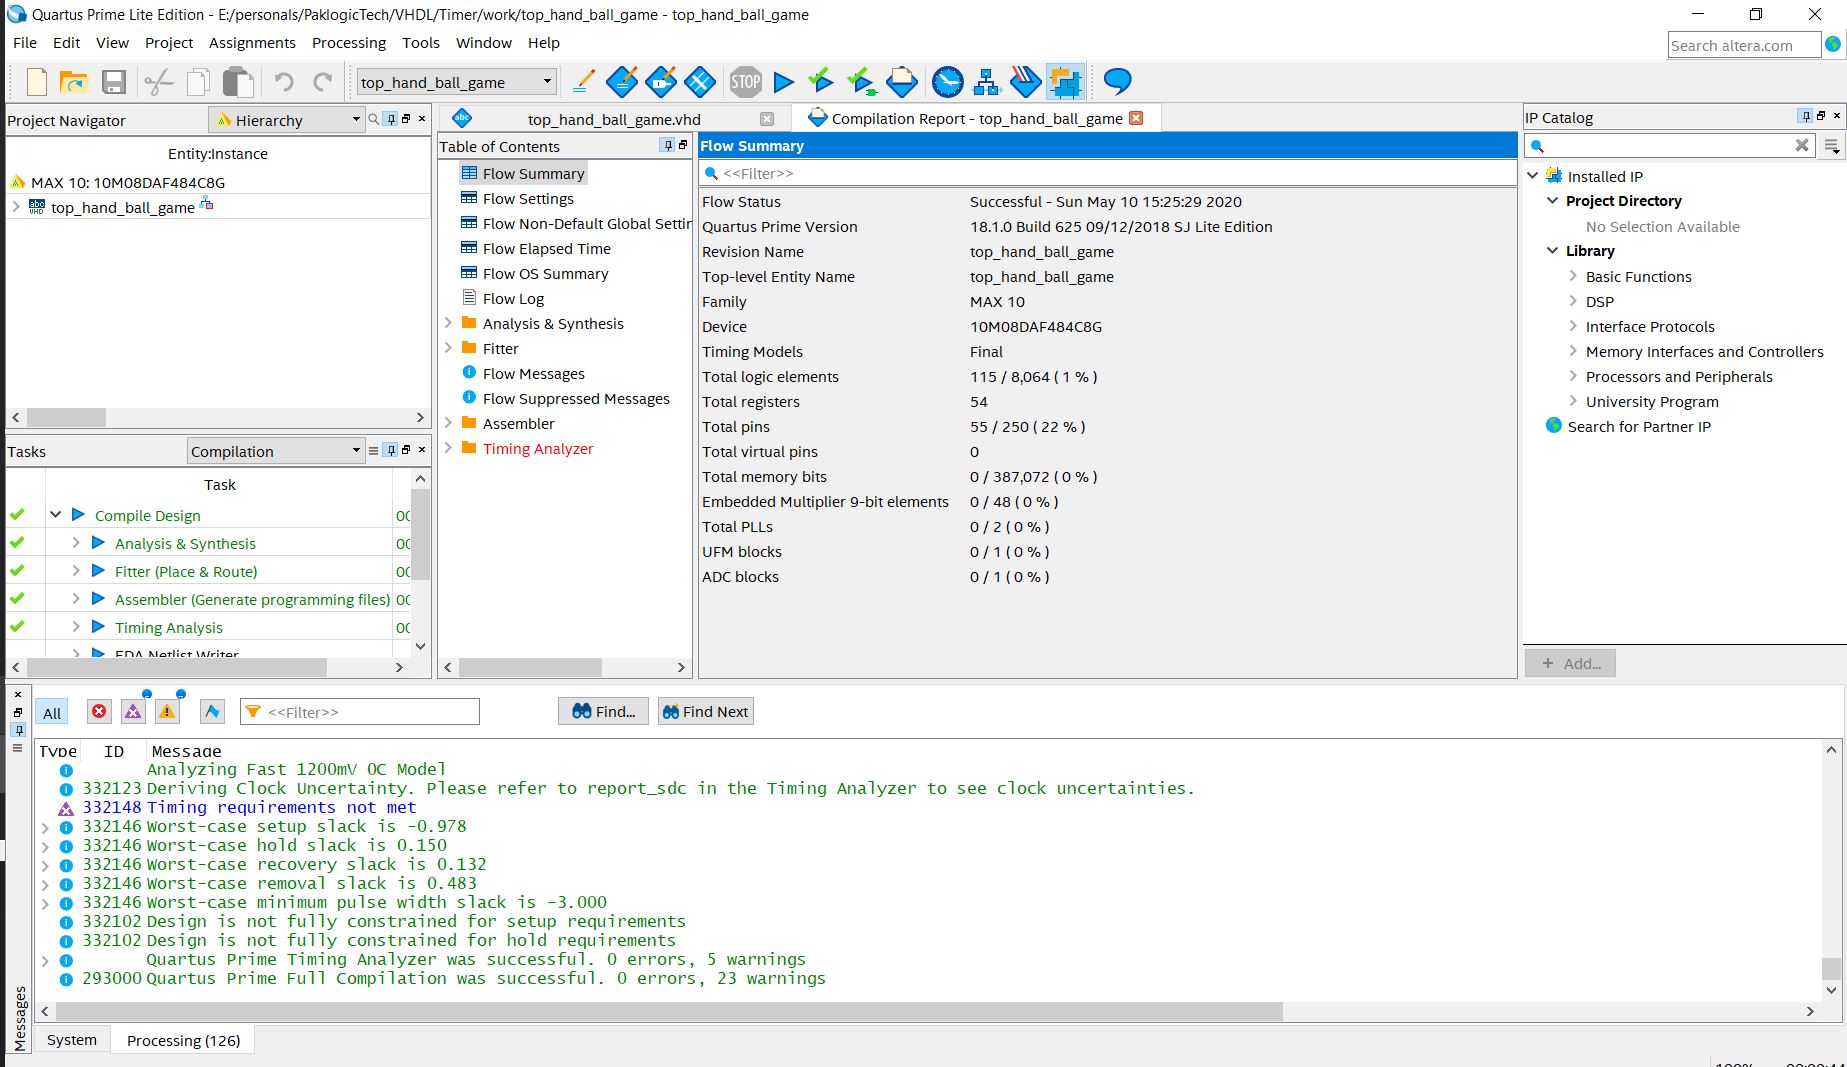 Quartus Prime Lite Edition - E:/personals/PaklogicTech/VHDL/Timer/work/top_hand_ball_game - top_hand_ball_game
File Edit View Project Assignments Processing Tools Window Help
Search altera.com
top_hand_ball_game
STOP
Project Navigator
Hierarchy
Entity:Instance
MAX 10: 10M08DAF484C8G
abc VHD top_hand_ball_game
Tasks
Compilation
Task
Compile Design 00
Analysis & Synthesis 00
Fitter (Place & Route) 00
Assembler (Generate programming files) 00
Timing Analysis 00
EDA Netlist Writer
abc top_hand_ball_game.vhd
Compilation Report - top_hand_ball_game
Table of Contents
Flow Summary
Flow Settings
Flow Non-Default Global Settin
Flow Elapsed Time
Flow OS Summary
Flow Log
Analysis & Synthesis
Fitter
Flow Messages
Flow Suppressed Messages
Assembler
Timing Analyzer
Flow Summary
<<Filter>>
Flow Status Successful - Sun May 10 15:25:29 2020
Quartus Prime Version 18.1.0 Build 625 09/12/2018 SJ Lite Edition
Revision Name top_hand_ball_game
Top-level Entity Name top_hand_ball_game
Family MAX 10
Device 10M08DAF484C8G
Timing Models Final
Total logic elements 115 / 8,064 ( 1 % )
Total registers 54
Total pins 55 / 250 ( 22 % )
Total virtual pins 0
Total memory bits 0 / 387,072 ( 0 % )
Embedded Multiplier 9-bit elements 0 / 48 ( 0 % )
Total PLLs 0 / 2 ( 0 % )
UFM blocks 0 / 1 ( 0 % )
ADC blocks 0 / 1 ( 0 % )
IP Catalog
Installed IP
Project Directory
No Selection Available
Library
Basic Functions
DSP
Interface Protocols
Memory Interfaces and Controllers
Processors and Peripherals
University Program
Search for Partner IP
+ Add...
All
<<Filter>>
Find...
Find Next
Type ID Message
Analyzing Fast 1200mV 0C Model
332123 Deriving Clock Uncertainty. Please refer to report_sdc in the Timing Analyzer to see clock uncertainties.
332148 Timing requirements not met
332146 Worst-case setup slack is -0.978
332146 Worst-case hold slack is 0.150
332146 Worst-case recovery slack is 0.132
332146 Worst-case removal slack is 0.483
332146 Worst-case minimum pulse width slack is -3.000
332102 Design is not fully constrained for setup requirements
332102 Design is not fully constrained for hold requirements
Quartus Prime Timing Analyzer was successful. 0 errors, 5 warnings
293000 Quartus Prime Full Compilation was successful. 0 errors, 23 warnings
Messages
System
Processing (126)